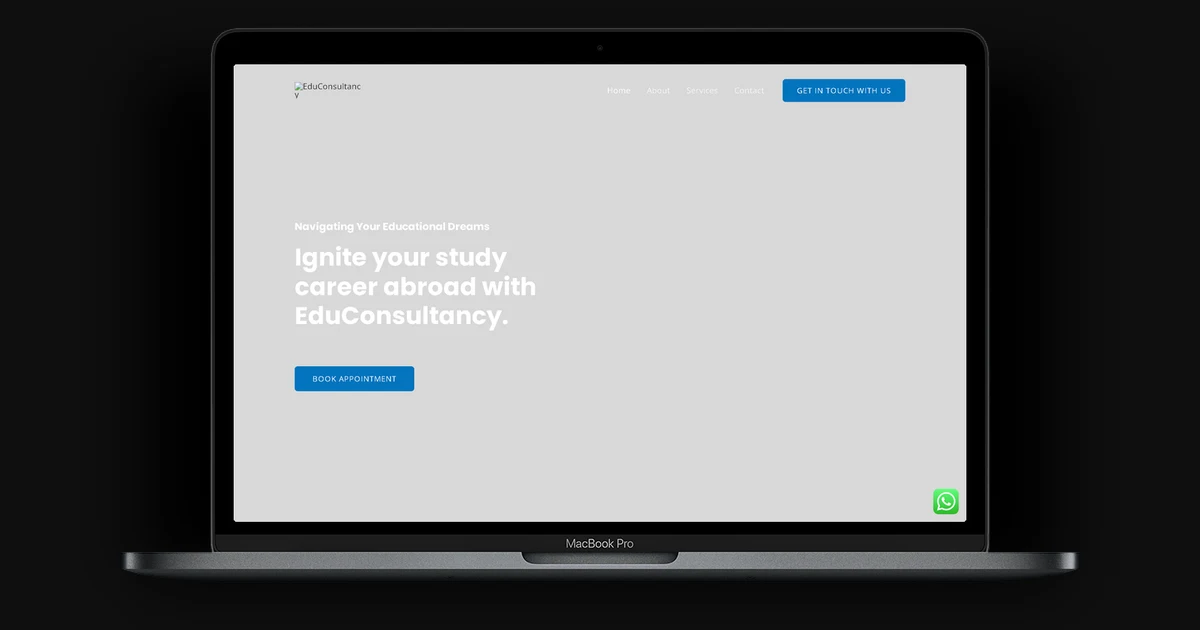 EduConsultanc
y
Home About Services Contact GET IN TOUCH WITH US
Navigating Your Educational Dreams
Ignite your study
career abroad with
EduConsultancy.
BOOK APPOINTMENT
MacBook Pro